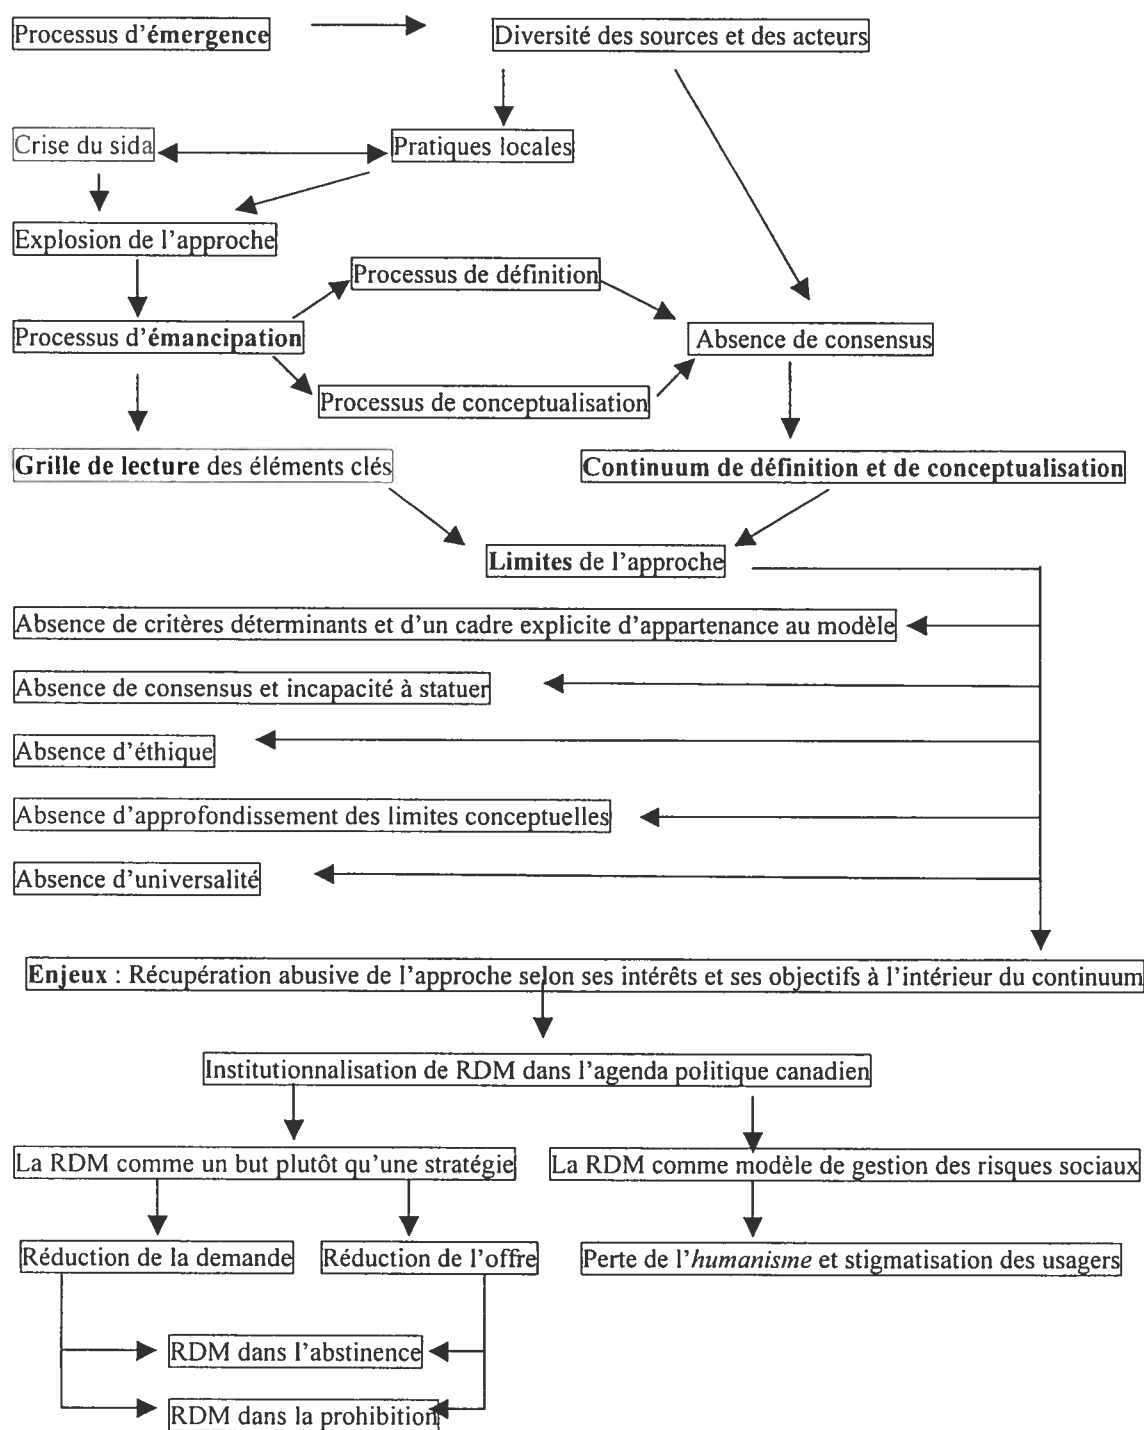 Processus d’émergence
Diversité des sources et des acteurs
Crise du sida
Pratiques locales
Explosion de l’approche
Processus de définition
Processus d’émancipation
Absence de consensus
Processus de conceptualisation
Grille de lecture des éléments clés
Continuum de définition et de conceptualisation
Limites de l’approche
Absence de critères déterminants et d’un cadre explicite d’appartenance au modèle
Absence de consensus et incapacité à statuer
Absence d’éthique
Absence d’approfondissement des limites conceptuelles
Absence d’universalité
Enjeux : Récupération abusive de l’approche selon ses intérêts et ses objectifs à l’intérieur du continuum
Institutionnalisation de RDM dans l’agenda politique canadien
La RDM comme un but plutôt qu’une stratégie
La RDM comme modèle de gestion des risques sociaux
Réduction de la demande
Réduction de l’offre
Perte de l’humanisme et stigmatisation des usagers
RDM dans l’abstinence
RDM dans la prohibition